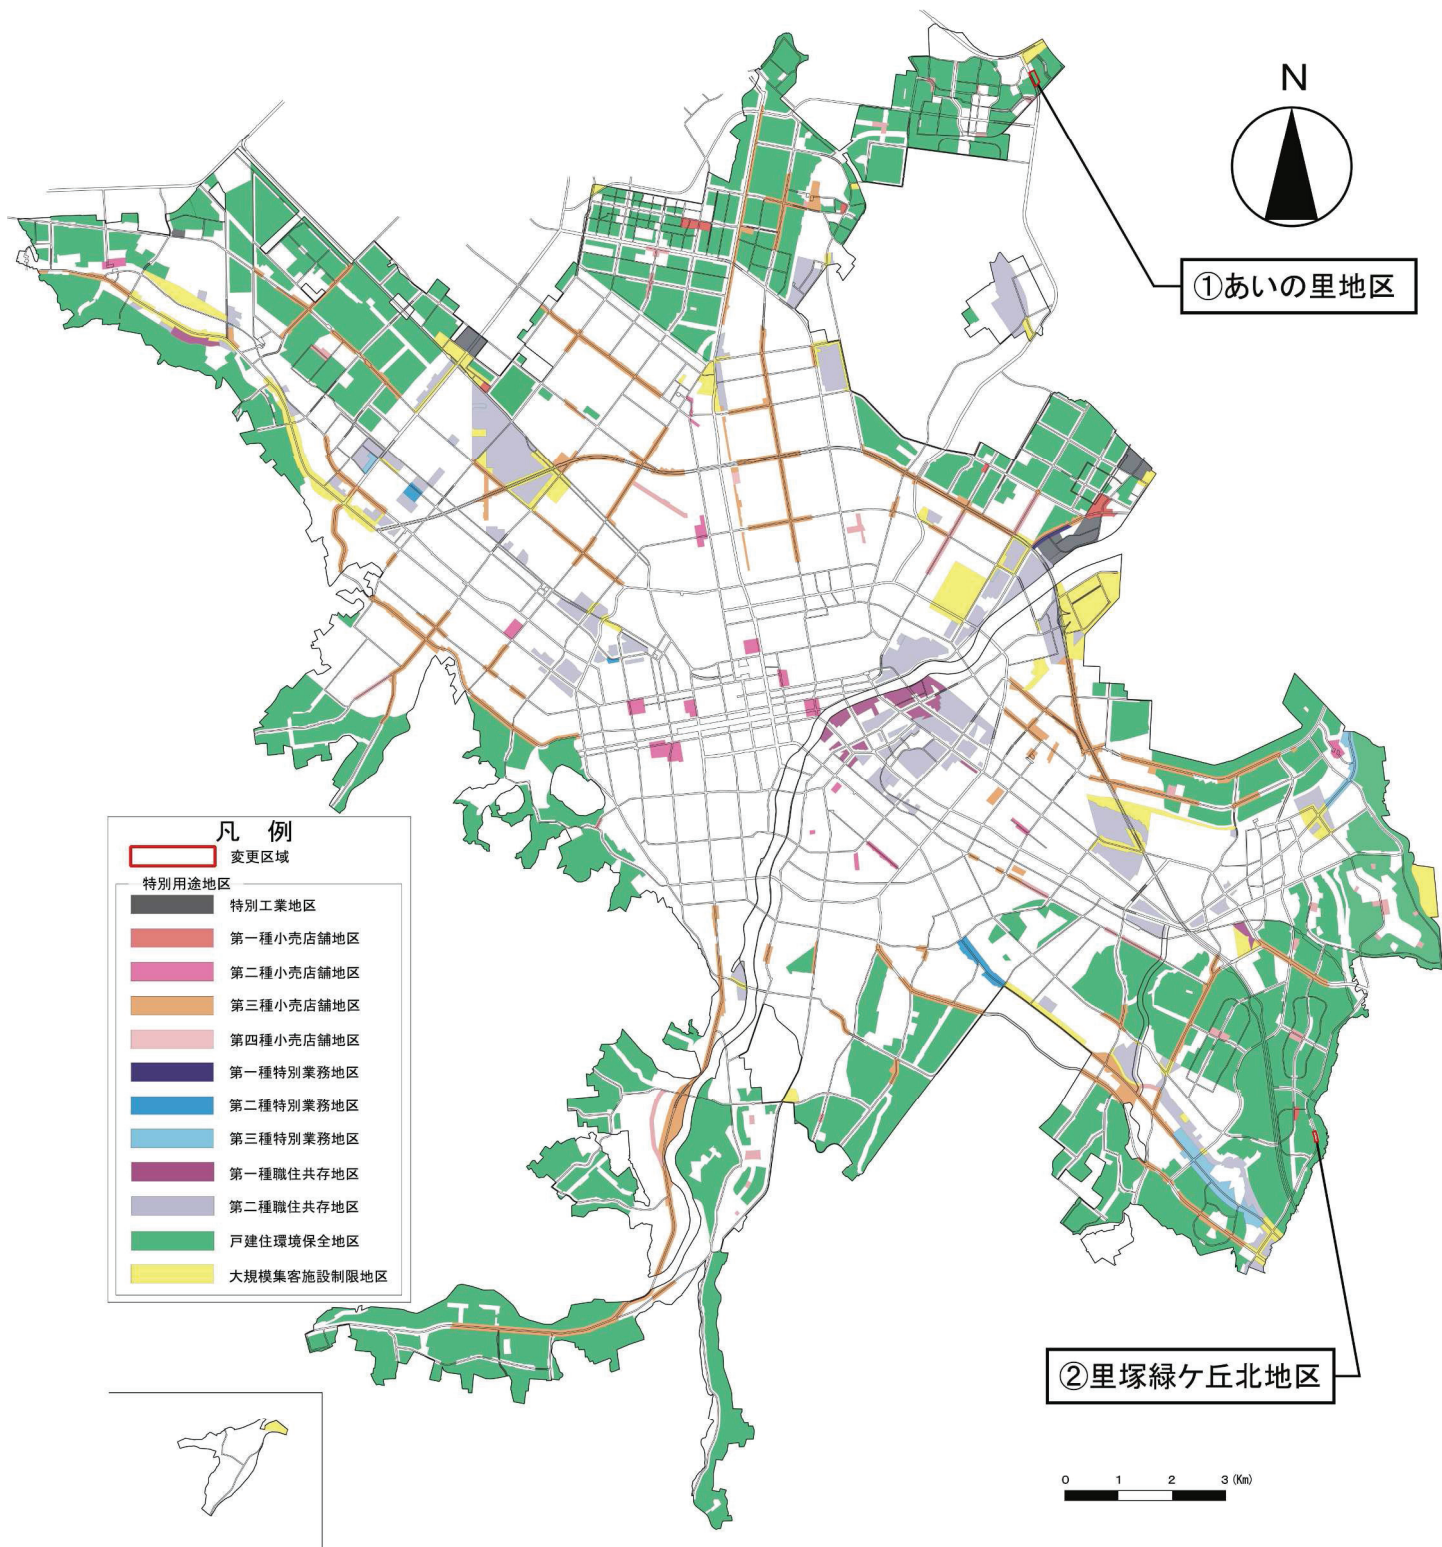 N
①あいの里地区
凡 例
変更区域
特別用途地区
特別工業地区
第一種小売店舗地区
第二種小売店舗地区
第三種小売店舗地区
第四種小売店舗地区
第一種特別業務地区
第二種特別業務地区
第三種特別業務地区
第一種職住共存地区
第二種職住共存地区
戸建住環境保全地区
大規模集客施設制限地区
②里塚緑ケ丘北地区
0 1 2 3 (Km)